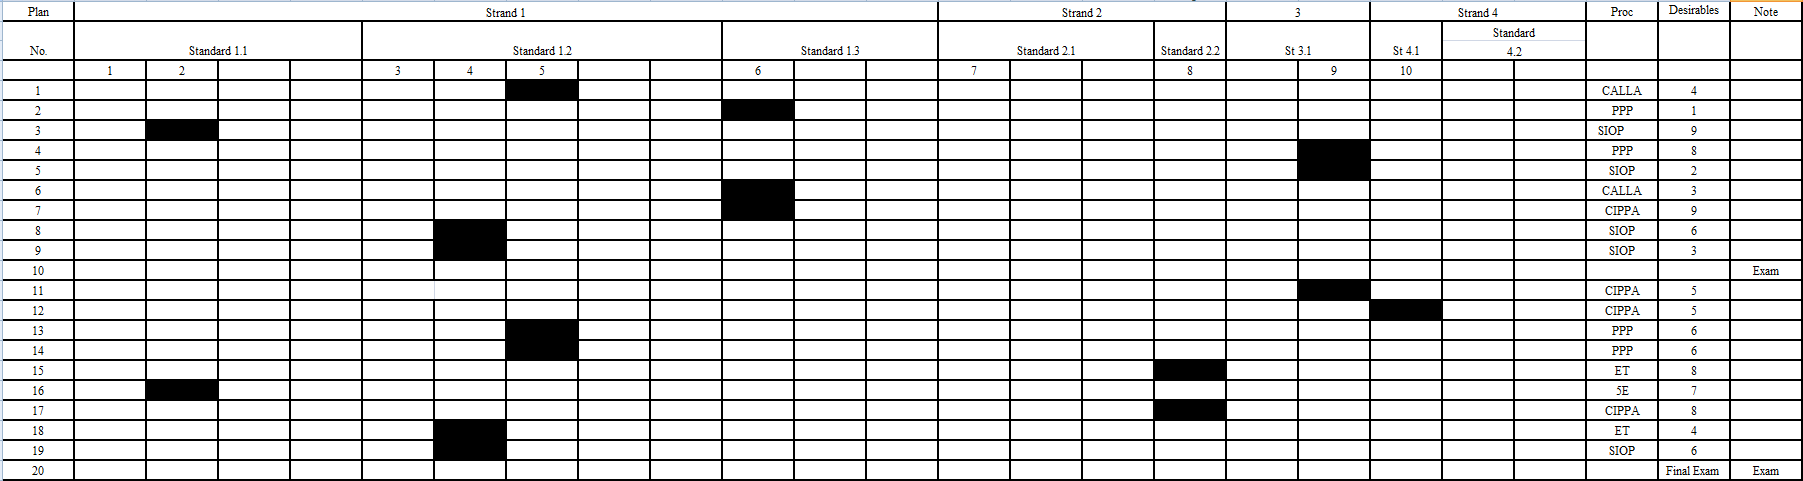 Plan Strand 1 Strand 2 3 Strand 4 Proc Desirables Note
Standard
No. Standard 1.1 Standard 1.2 Standard 1.3 Standard 2.1 Standard 2.2 St 3.1 St 4.1 4.2
1 2 3 4 5 6 7 8 9 10
1 CALLA 4
2 PPP 1
3 SIOP 9
4 PPP 8
5 SIOP 2
6 CALLA 3
7 CIPPA 9
8 SIOP 6
9 SIOP 3
10 Exam
11 CIPPA 5
12 CIPPA 5
13 PPP 6
14 PPP 6
15 ET 8
16 5E 7
17 CIPPA 8
18 ET 4
19 SIOP 6
20 Final Exam Exam